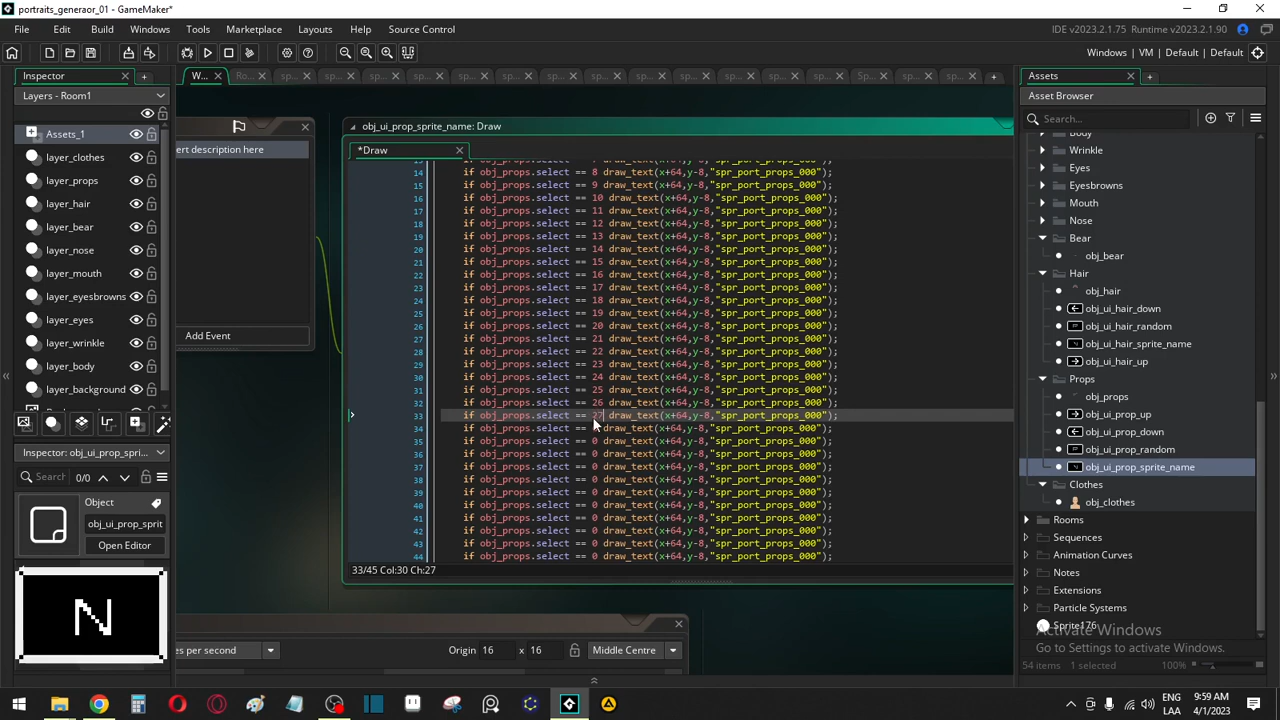 portraits_generaor_01 - GameMaker*
File Edit Build Windows Tools Marketplace Layouts Help Source Control
IDE v2023.2.1.75 Runtime v2023.2.1.90
Windows | VM | Default | Default
Inspector
W... Ro... sp... sp... sp... sp... sp... sp... sp... sp... sp... sp... sp... sp... Sp... sp... sp...
Assets
Layers - Room1
Asset Browser
Search...
Assets_1
layer_clothes
layer_props
layer_hair
layer_bear
layer_nose
layer_mouth
layer_eyesbrowns
layer_eyes
layer_wrinkle
layer_body
layer_background
Inspector: obj_ui_prop_spri...
Search 0/0
Object
obj_ui_prop_sprit
Open Editor
N
ert description here
Add Event
obj_ui_prop_sprite_name: Draw
*Draw
14 if obj_props.select == 8 draw_text(x+64,y-8,"spr_port_props_000");
15 if obj_props.select == 9 draw_text(x+64,y-8,"spr_port_props_000");
16 if obj_props.select == 10 draw_text(x+64,y-8,"spr_port_props_000");
17 if obj_props.select == 11 draw_text(x+64,y-8,"spr_port_props_000");
18 if obj_props.select == 12 draw_text(x+64,y-8,"spr_port_props_000");
19 if obj_props.select == 13 draw_text(x+64,y-8,"spr_port_props_000");
20 if obj_props.select == 14 draw_text(x+64,y-8,"spr_port_props_000");
21 if obj_props.select == 15 draw_text(x+64,y-8,"spr_port_props_000");
22 if obj_props.select == 16 draw_text(x+64,y-8,"spr_port_props_000");
23 if obj_props.select == 17 draw_text(x+64,y-8,"spr_port_props_000");
24 if obj_props.select == 18 draw_text(x+64,y-8,"spr_port_props_000");
25 if obj_props.select == 19 draw_text(x+64,y-8,"spr_port_props_000");
26 if obj_props.select == 20 draw_text(x+64,y-8,"spr_port_props_000");
27 if obj_props.select == 21 draw_text(x+64,y-8,"spr_port_props_000");
28 if obj_props.select == 22 draw_text(x+64,y-8,"spr_port_props_000");
29 if obj_props.select == 23 draw_text(x+64,y-8,"spr_port_props_000");
30 if obj_props.select == 24 draw_text(x+64,y-8,"spr_port_props_000");
31 if obj_props.select == 25 draw_text(x+64,y-8,"spr_port_props_000");
32 if obj_props.select == 26 draw_text(x+64,y-8,"spr_port_props_000");
33 if obj_props.select == 27 draw_text(x+64,y-8,"spr_port_props_000");
34 if obj_props.select == 0 draw_text(x+64,y-8,"spr_port_props_000");
35 if obj_props.select == 0 draw_text(x+64,y-8,"spr_port_props_000");
36 if obj_props.select == 0 draw_text(x+64,y-8,"spr_port_props_000");
37 if obj_props.select == 0 draw_text(x+64,y-8,"spr_port_props_000");
38 if obj_props.select == 0 draw_text(x+64,y-8,"spr_port_props_000");
39 if obj_props.select == 0 draw_text(x+64,y-8,"spr_port_props_000");
40 if obj_props.select == 0 draw_text(x+64,y-8,"spr_port_props_000");
41 if obj_props.select == 0 draw_text(x+64,y-8,"spr_port_props_000");
42 if obj_props.select == 0 draw_text(x+64,y-8,"spr_port_props_000");
43 if obj_props.select == 0 draw_text(x+64,y-8,"spr_port_props_000");
44 if obj_props.select == 0 draw_text(x+64,y-8,"spr_port_props_000");
33/45 Col:30 Ch:27
es per second
Origin 16 x 16 Middle Centre
Body
Wrinkle
Eyes
Eyesbrowns
Mouth
Nose
Bear
obj_bear
Hair
obj_hair
obj_ui_hair_down
obj_ui_hair_random
obj_ui_hair_sprite_name
obj_ui_hair_up
Props
obj_props
obj_ui_prop_up
obj_ui_prop_down
obj_ui_prop_random
obj_ui_prop_sprite_name
Clothes
obj_clothes
Rooms
Sequences
Animation Curves
Notes
Extensions
Particle Systems
Sprite176
Activate Windows
Go to Settings to activate Windows.
54 items 1 selected 100%
ENG
LAA
9:59 AM
4/1/2023